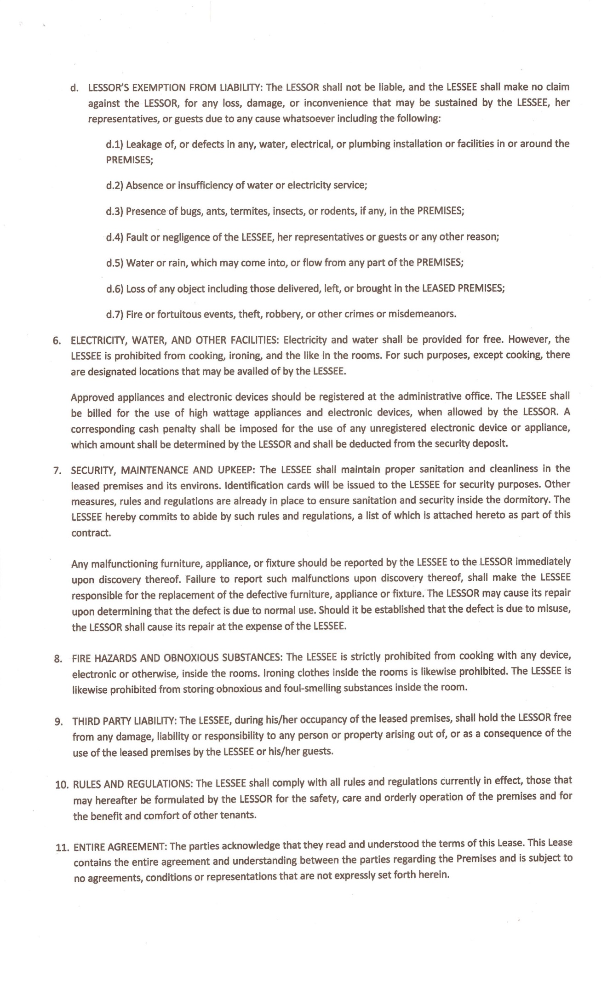 d. LESSOR'S EXEMPTION FROM LIABILITY: The LESSOR shall not be liable, and the LESSEE shall make no claim
against the LESSOR, for any loss, damage, or inconvenience that may be sustained by the LESSEE, her
representatives, or guests due to any cause whatsoever including the following:
d.1) Leakage of, or defects in any, water, electrical, or plumbing installation or facilities in or around the
PREMISES;
d.2) Absence or insufficiency of water or electricity service;
d.3) Presence of bugs, ants, termites, insects, or rodents, if any, in the PREMISES;
d.4) Fault or negligence of the LESSEE, her representatives or guests or any other reason;
d.5) Water or rain, which may come into, or flow from any part of the PREMISES;
d.6) Loss of any object including those delivered, left, or brought in the LEASED PREMISES;
d.7) Fire or fortuitous events, theft, robbery, or other crimes or misdemeanors.
6. ELECTRICITY, WATER, AND OTHER FACILITIES: Electricity and water shall be provided for free. However, the
LESSEE is prohibited from cooking, ironing, and the like in the rooms. For such purposes, except cooking, there
are designated locations that may be availed of by the LESSEE.
Approved appliances and electronic devices should be registered at the administrative office. The LESSEE shall
be billed for the use of high wattage appliances and electronic devices, when allowed by the LESSOR. A
corresponding cash penalty shall be imposed for the use of any unregistered electronic device or appliance,
which amount shall be determined by the LESSOR and shall be deducted from the security deposit.
7. SECURITY, MAINTENANCE AND UPKEEP: The LESSEE shall maintain proper sanitation and cleanliness in the
leased premises and its environs. Identification cards will be issued to the LESSEE for security purposes. Other
measures, rules and regulations are already in place to ensure sanitation and security inside the dormitory. The
LESSEE hereby commits to abide by such rules and regulations, a list of which is attached hereto as part of this
contract.
Any malfunctioning furniture, appliance, or fixture should be reported by the LESSEE to the LESSOR immediately
upon discovery thereof. Failure to report such malfunctions upon discovery thereof, shall make the LESSEE
responsible for the replacement of the defective furniture, appliance or fixture. The LESSOR may cause its repair
upon determining that the defect is due to normal use. Should it be established that the defect is due to misuse,
the LESSOR shall cause its repair at the expense of the LESSEE.
8. FIRE HAZARDS AND OBNOXIOUS SUBSTANCES: The LESSEE is strictly prohibited from cooking with any device,
electronic or otherwise, inside the rooms. Ironing clothes inside the rooms is likewise prohibited. The LESSEE is
likewise prohibited from storing obnoxious and foul-smelling substances inside the room.
9. THIRD PARTY LIABILITY: The LESSEE, during his/her occupancy of the leased premises, shall hold the LESSOR free
from any damage, liability or responsibility to any person or property arising out of, or as a consequence of the
use of the leased premises by the LESSEE or his/her guests.
10. RULES AND REGULATIONS: The LESSEE shall comply with all rules and regulations currently in effect, those that
may hereafter be formulated by the LESSOR for the safety, care and orderly operation of the premises and for
the benefit and comfort of other tenants.
11. ENTIRE AGREEMENT: The parties acknowledge that they read and understood the terms of this Lease. This Lease
contains the entire agreement and understanding between the parties regarding the Premises and is subject to
no agreements, conditions or representations that are not expressly set forth herein.